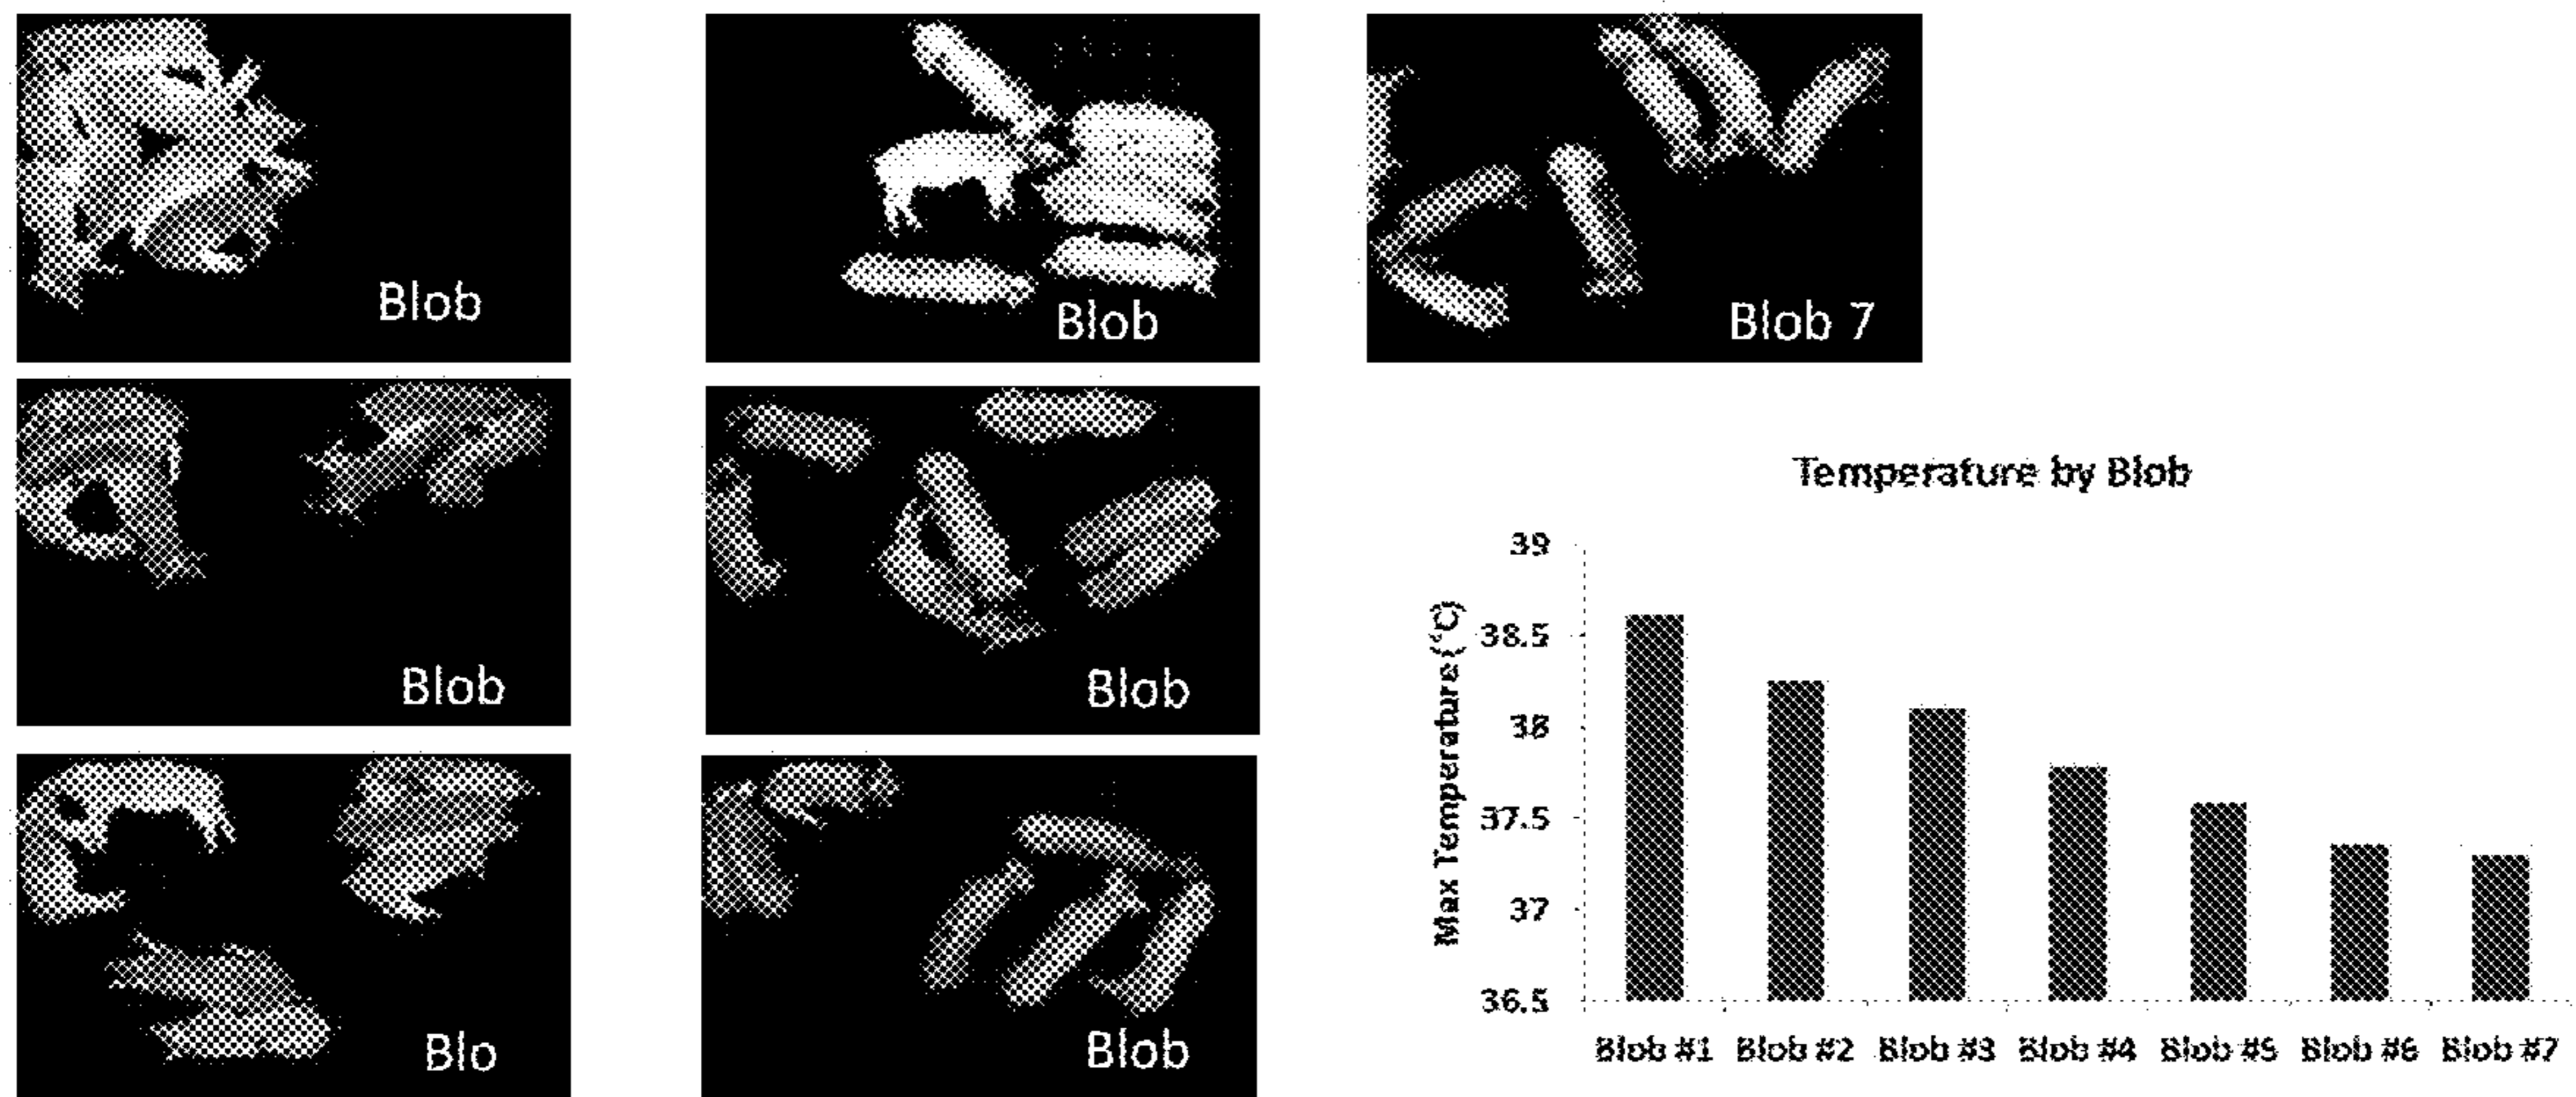 Blob
Blob
Blob 7
Blob
Blob
Blo
Blob
Temperature by Blob
Max Temperature(°C)
39
38.5
38
37.5
37
36.5
Blob #1 Blob #2 Blob #3 Blob #4 Blob #5 Blob #6 Blob #7